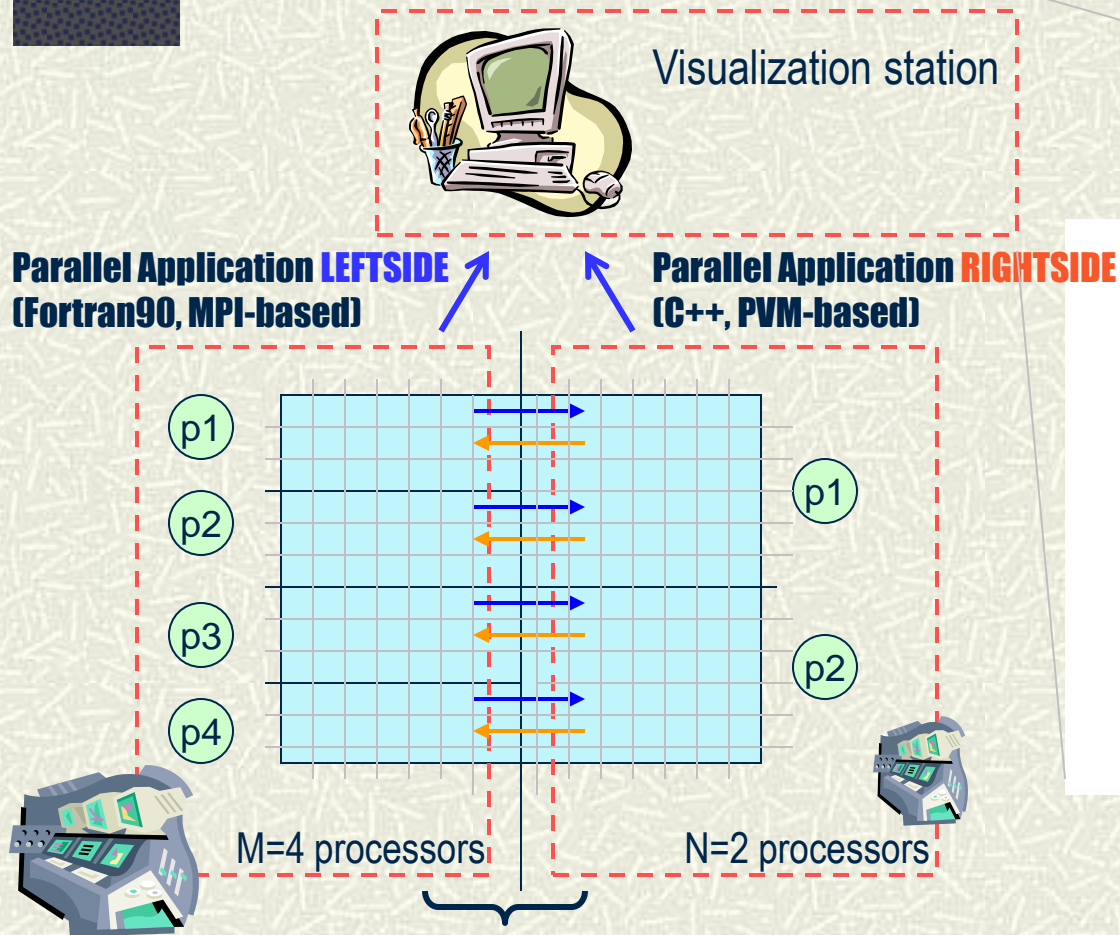 Visualization station
Parallel Application LEFTSIDE
(Fortran90, MPI-based)
Parallel Application RIGHTSIDE
(C++, PVM-based)
p1
p2
p3
p4
p1
p2
M=4 processors
N=2 processors